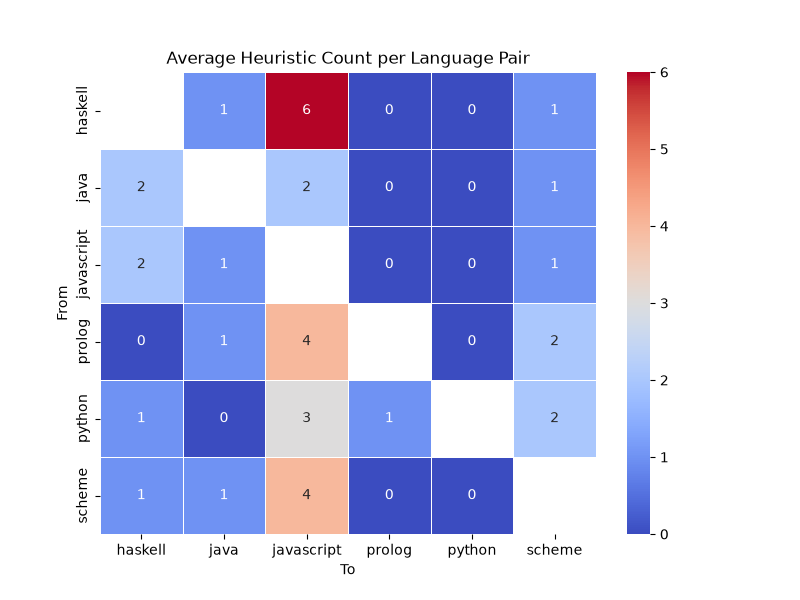 Average Heuristic Count per Language Pair
From
haskell
1 6 0 0 1
java
2 2 0 0 1
javascript
2 1 0 0 1
prolog
0 1 4 0 2
python
1 0 3 1 2
scheme
1 1 4 0 0
haskell java javascript prolog python scheme
To
6
5
4
3
2
1
0